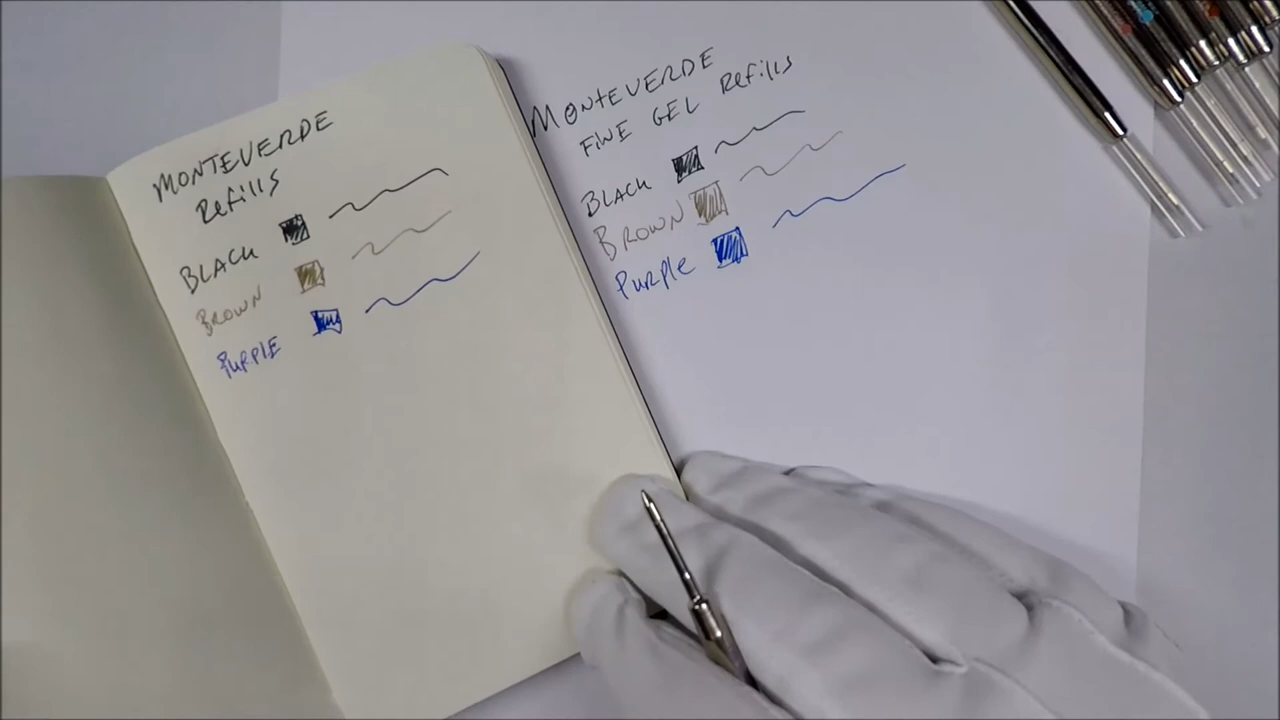 MONTEVERDE
Refills
BLACK
BROWN
PURPLE
MONTEVERDE
FINE GEL Refills
BLACK
BROWN
Purple